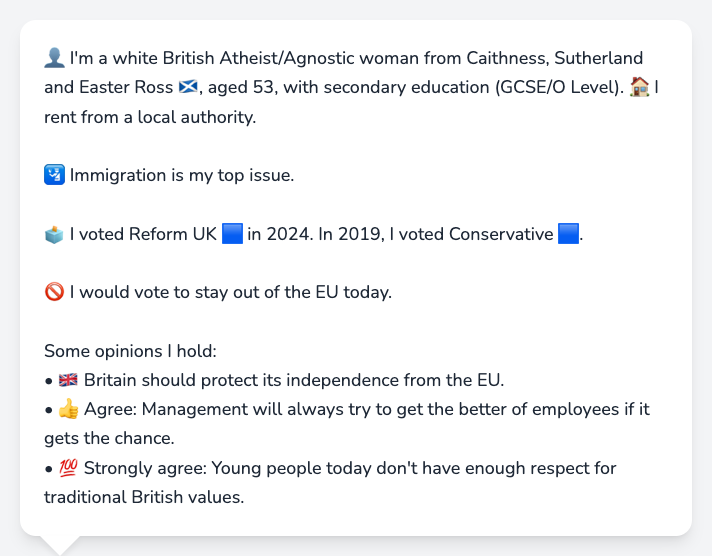 👤 I'm a white British Atheist/Agnostic woman from Caithness, Sutherland
and Easter Ross 🏴󠁧󠁢󠁳󠁣󠁴󠁿, aged 53, with secondary education (GCSE/O Level). 🏠 I
rent from a local authority.
🛂 Immigration is my top issue.
🗳️ I voted Reform UK 🟦 in 2024. In 2019, I voted Conservative 🟦.
🚫 I would vote to stay out of the EU today.
Some opinions I hold:
• 🇬🇧 Britain should protect its independence from the EU.
• 👍 Agree: Management will always try to get the better of employees if it
gets the chance.
• 💯 Strongly agree: Young people today don't have enough respect for
traditional British values.